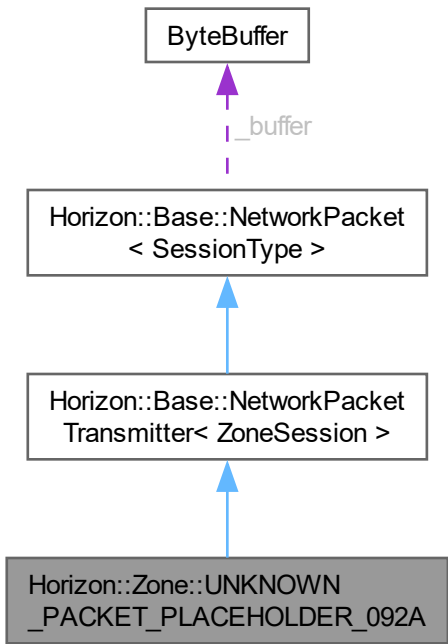 ByteBuffer
_buffer
Horizon::Base::NetworkPacket
< SessionType >
Horizon::Base::NetworkPacket
Transmitter< ZoneSession >
Horizon::Zone::UNKNOWN
_PACKET_PLACEHOLDER_092A